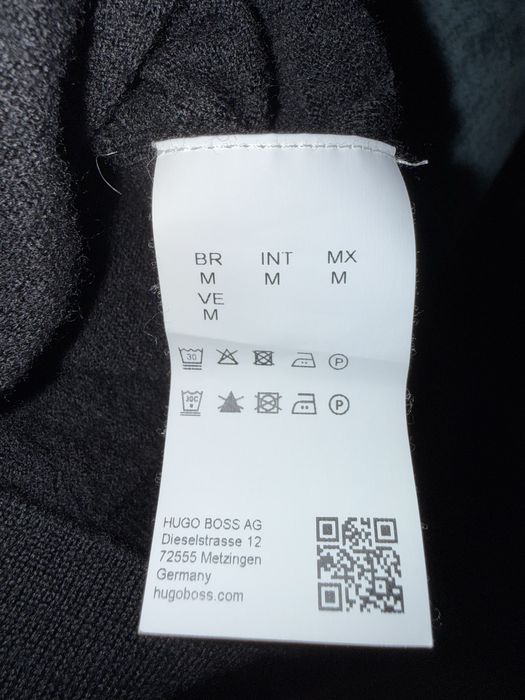 BR INT MX
M M M
VE
M
30 P
30C P
HUGO BOSS AG
Dieselstrasse 12
72555 Metzingen
Germany
hugoboss.com